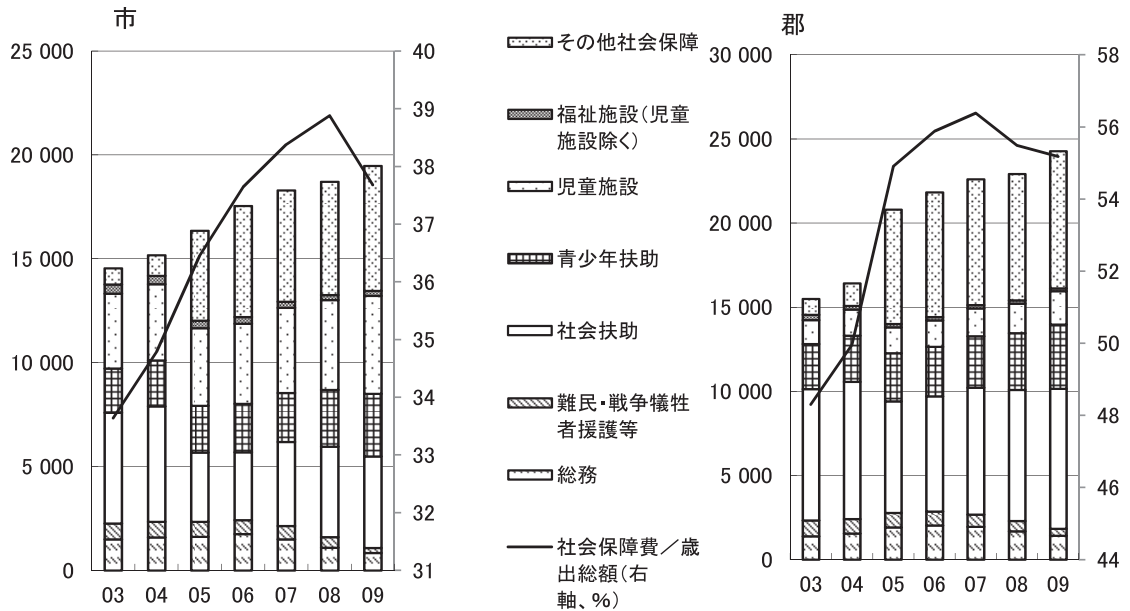 市
25 000
20 000
15 000
10 000
5 000
0
40
39
38
37
36
35
34
33
32
31
03 04 05 06 07 08 09
その他社会保障
福祉施設(児童
施設除く)
児童施設
青少年扶助
社会扶助
難民・戦争犠牲
者援護等
総務
社会保障費/歳
出総額(右
軸、%)
郡
30 000
25 000
20 000
15 000
10 000
5 000
0
58
56
54
52
50
48
46
44
03 04 05 06 07 08 09